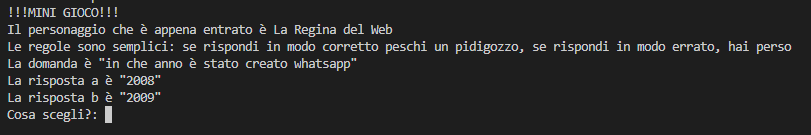 !!!MINI GIOCO!!!
Il personaggio che è appena entrato è La Regina del Web
Le regole sono semplici: se rispondi in modo corretto peschi un pidigozzo, se rispondi in modo errato, hai perso
La domanda è "in che anno è stato creato whatsapp"
La risposta a è "2008"
La risposta b è "2009"
Cosa scegli?: